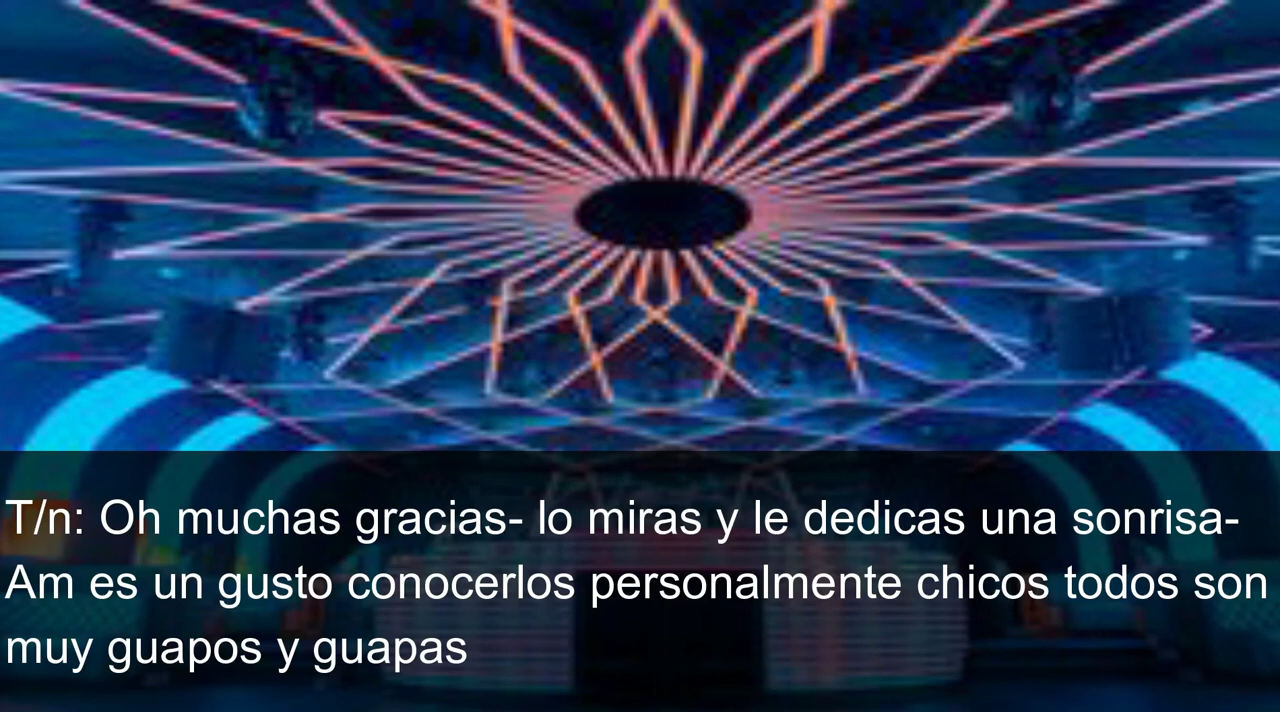 T/n: Oh muchas gracias- lo miras y le dedicas una sonrisa-
Am es un gusto conocerlos personalmente chicos todos son
muy guapos y guapas